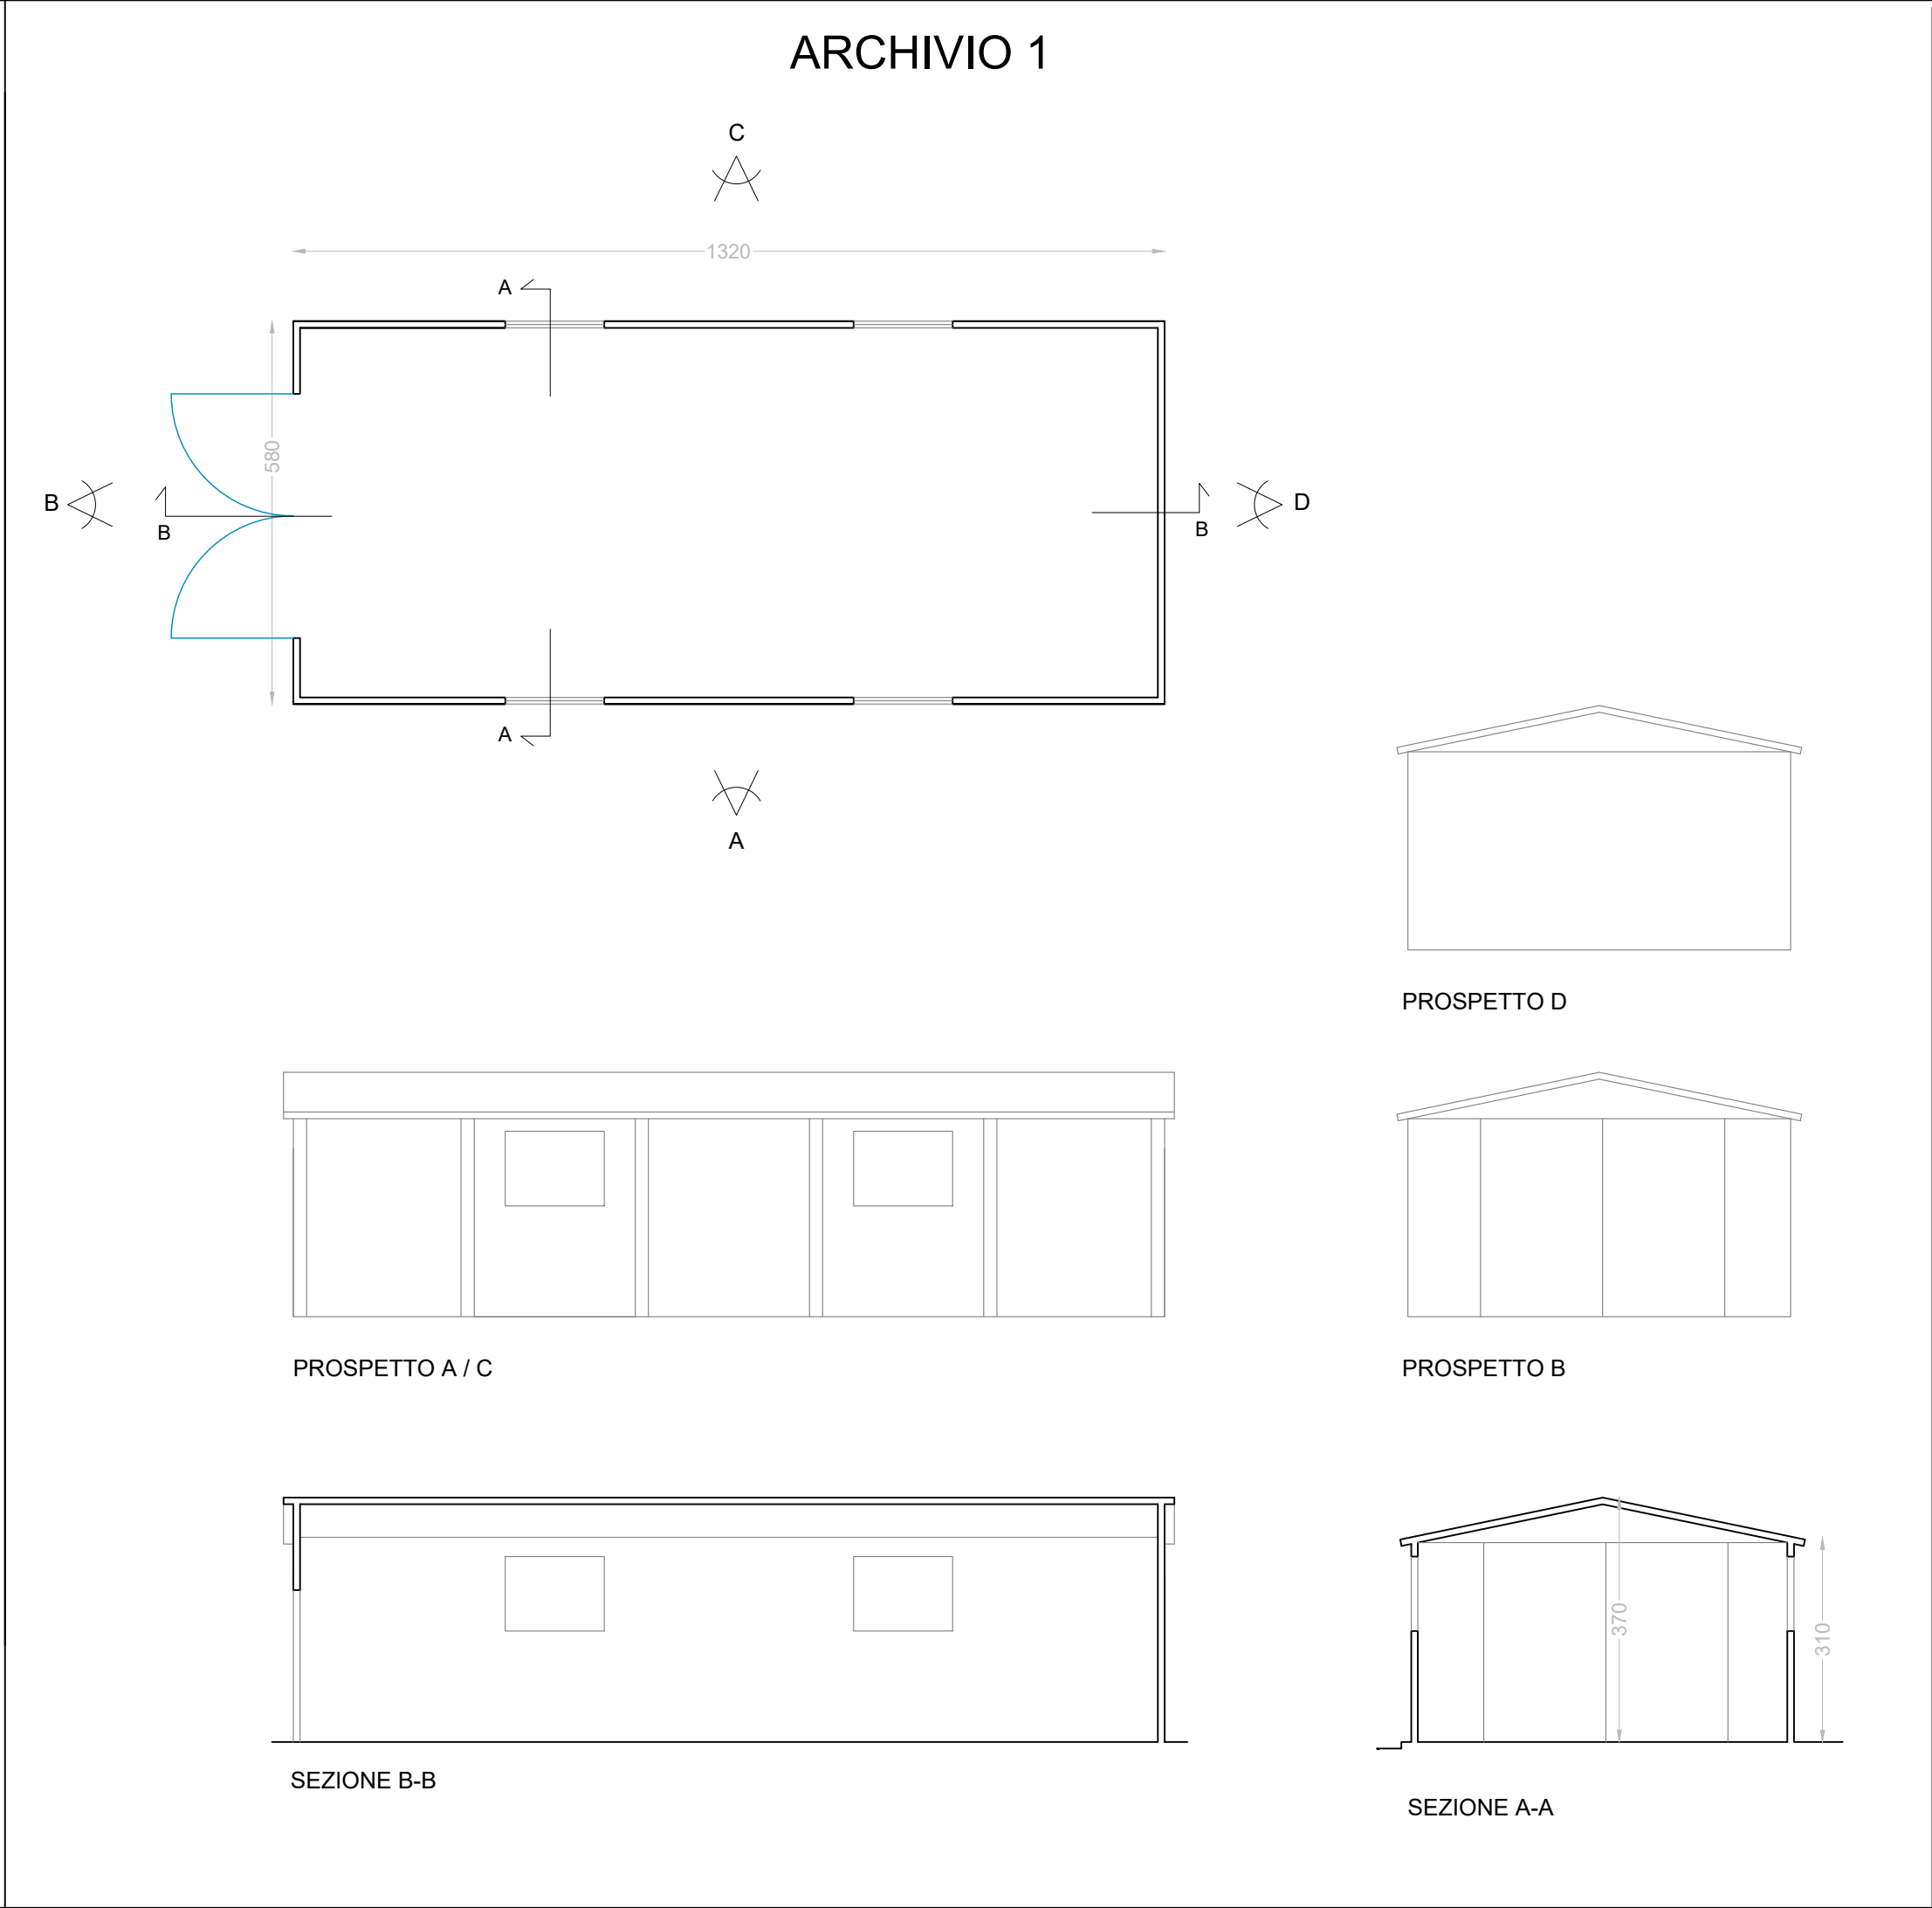 ARCHIVIO 1
C
1320
A
580
B
B
B
D
A
A
PROSPETTO D
PROSPETTO A / C
PROSPETTO B
370
310
SEZIONE B-B
SEZIONE A-A